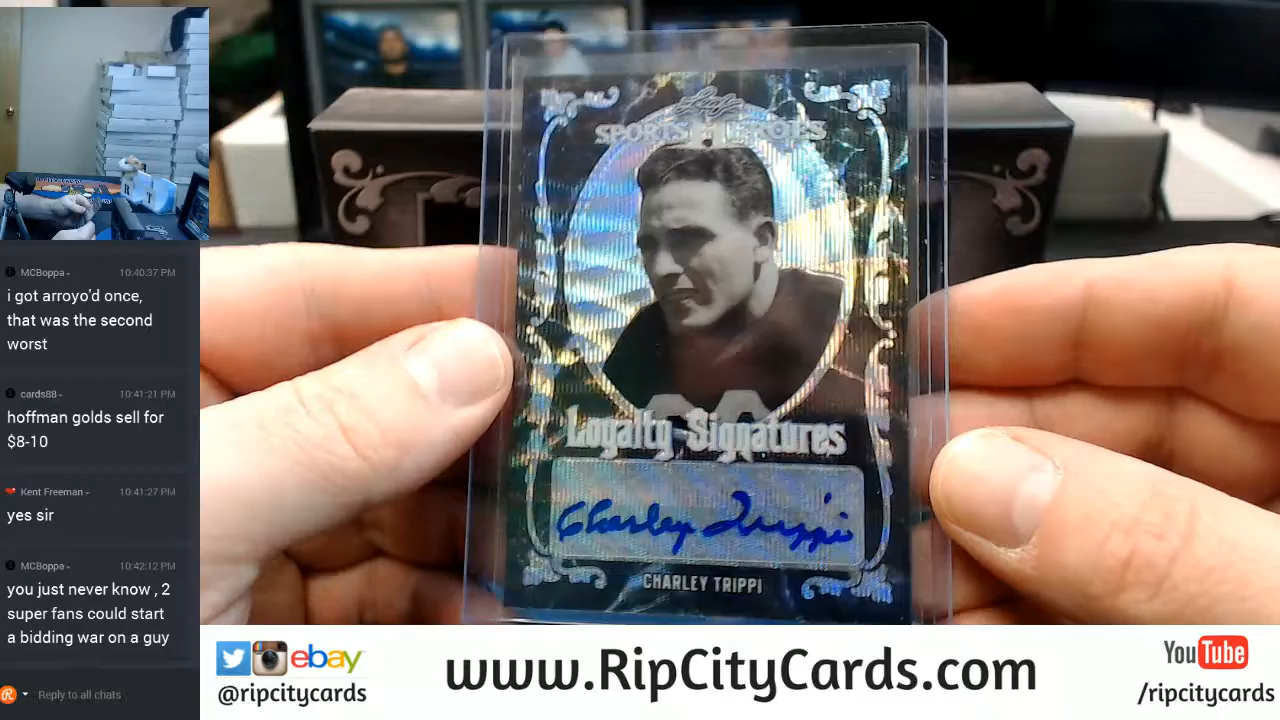 MCBoppa 10:40:37 PM
i got arroyo'd once,
that was the second
worst
cards88 10:41:21 PM
hoffman golds sell for
$8-10
Kent Freeman 10:41:27 PM
yes sir
MCBoppa 10:42:12 PM
you just never know , 2
super fans could start
a bidding war on a guy
Reply to all chats
Leaf
SPORTS HEROES
Loyalty Signatures
Charley Trippi
CHARLEY TRIPPI
ebay
@ripcitycards
www.RipCityCards.com
YouTube
/ripcitycards